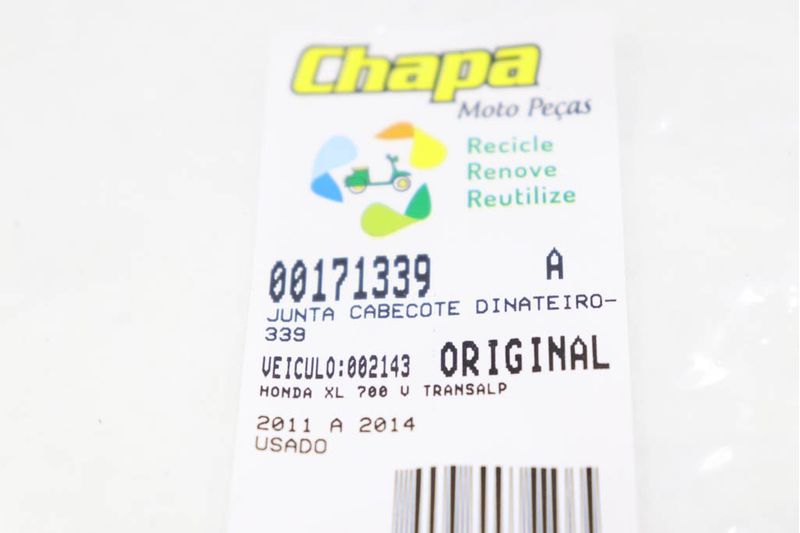 Chapa
Moto Peças
Recicle
Renove
Reutilize
00171339 A
JUNTA CABECOTE DINATEIRO-
339
VEICULO:002143 ORIGINAL
HONDA XL 700 V TRANSALP
2011 A 2014
USADO